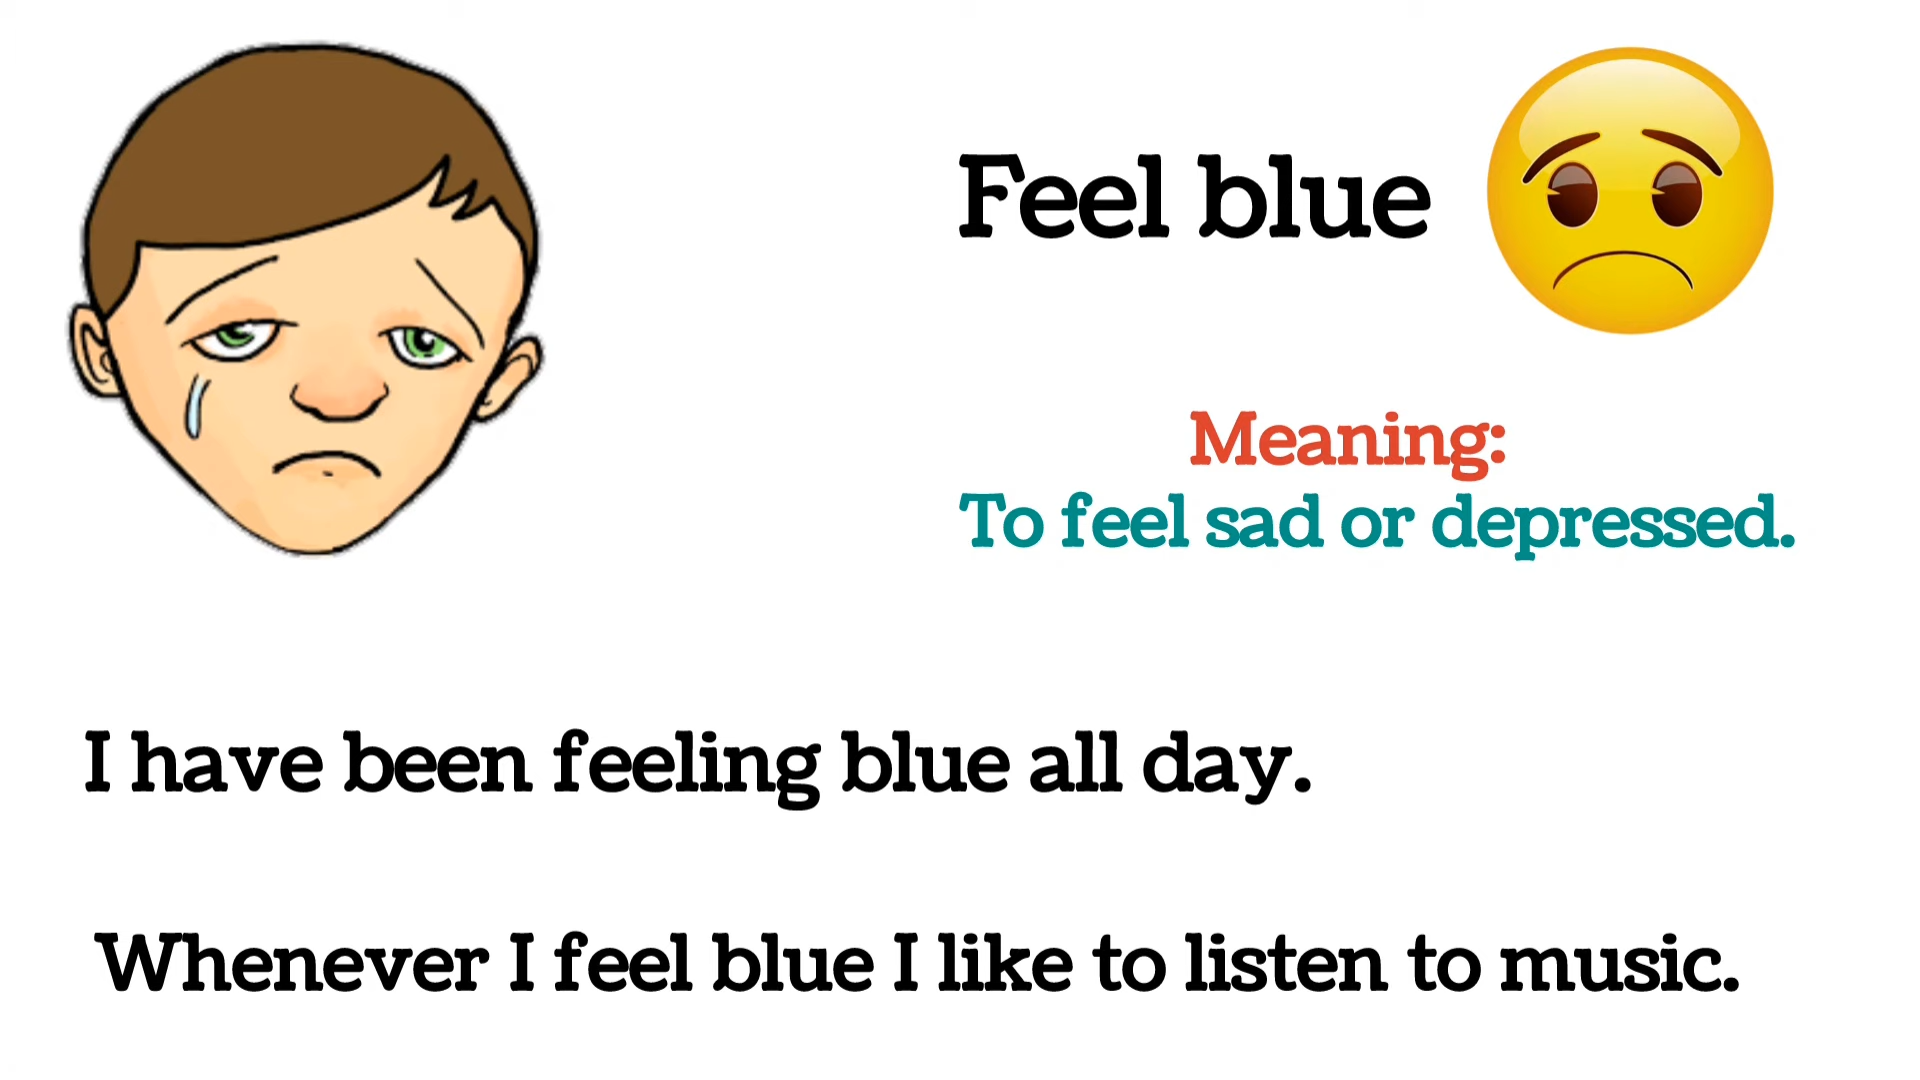 Feel blue
Meaning:
To feel sad or depressed.
I have been feeling blue all day.
Whenever I feel blue I like to listen to music.